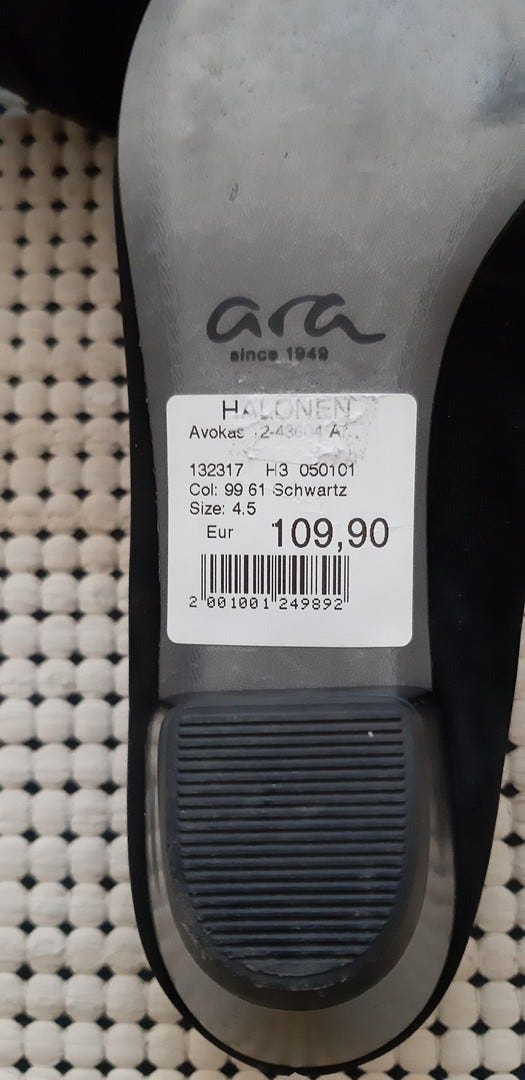 ara
since 1949
HALONEN
Avokas
132317 H3 050101
Col: 99 61 Schwartz
Size: 4.5
Eur 109,90
2 001001 249892